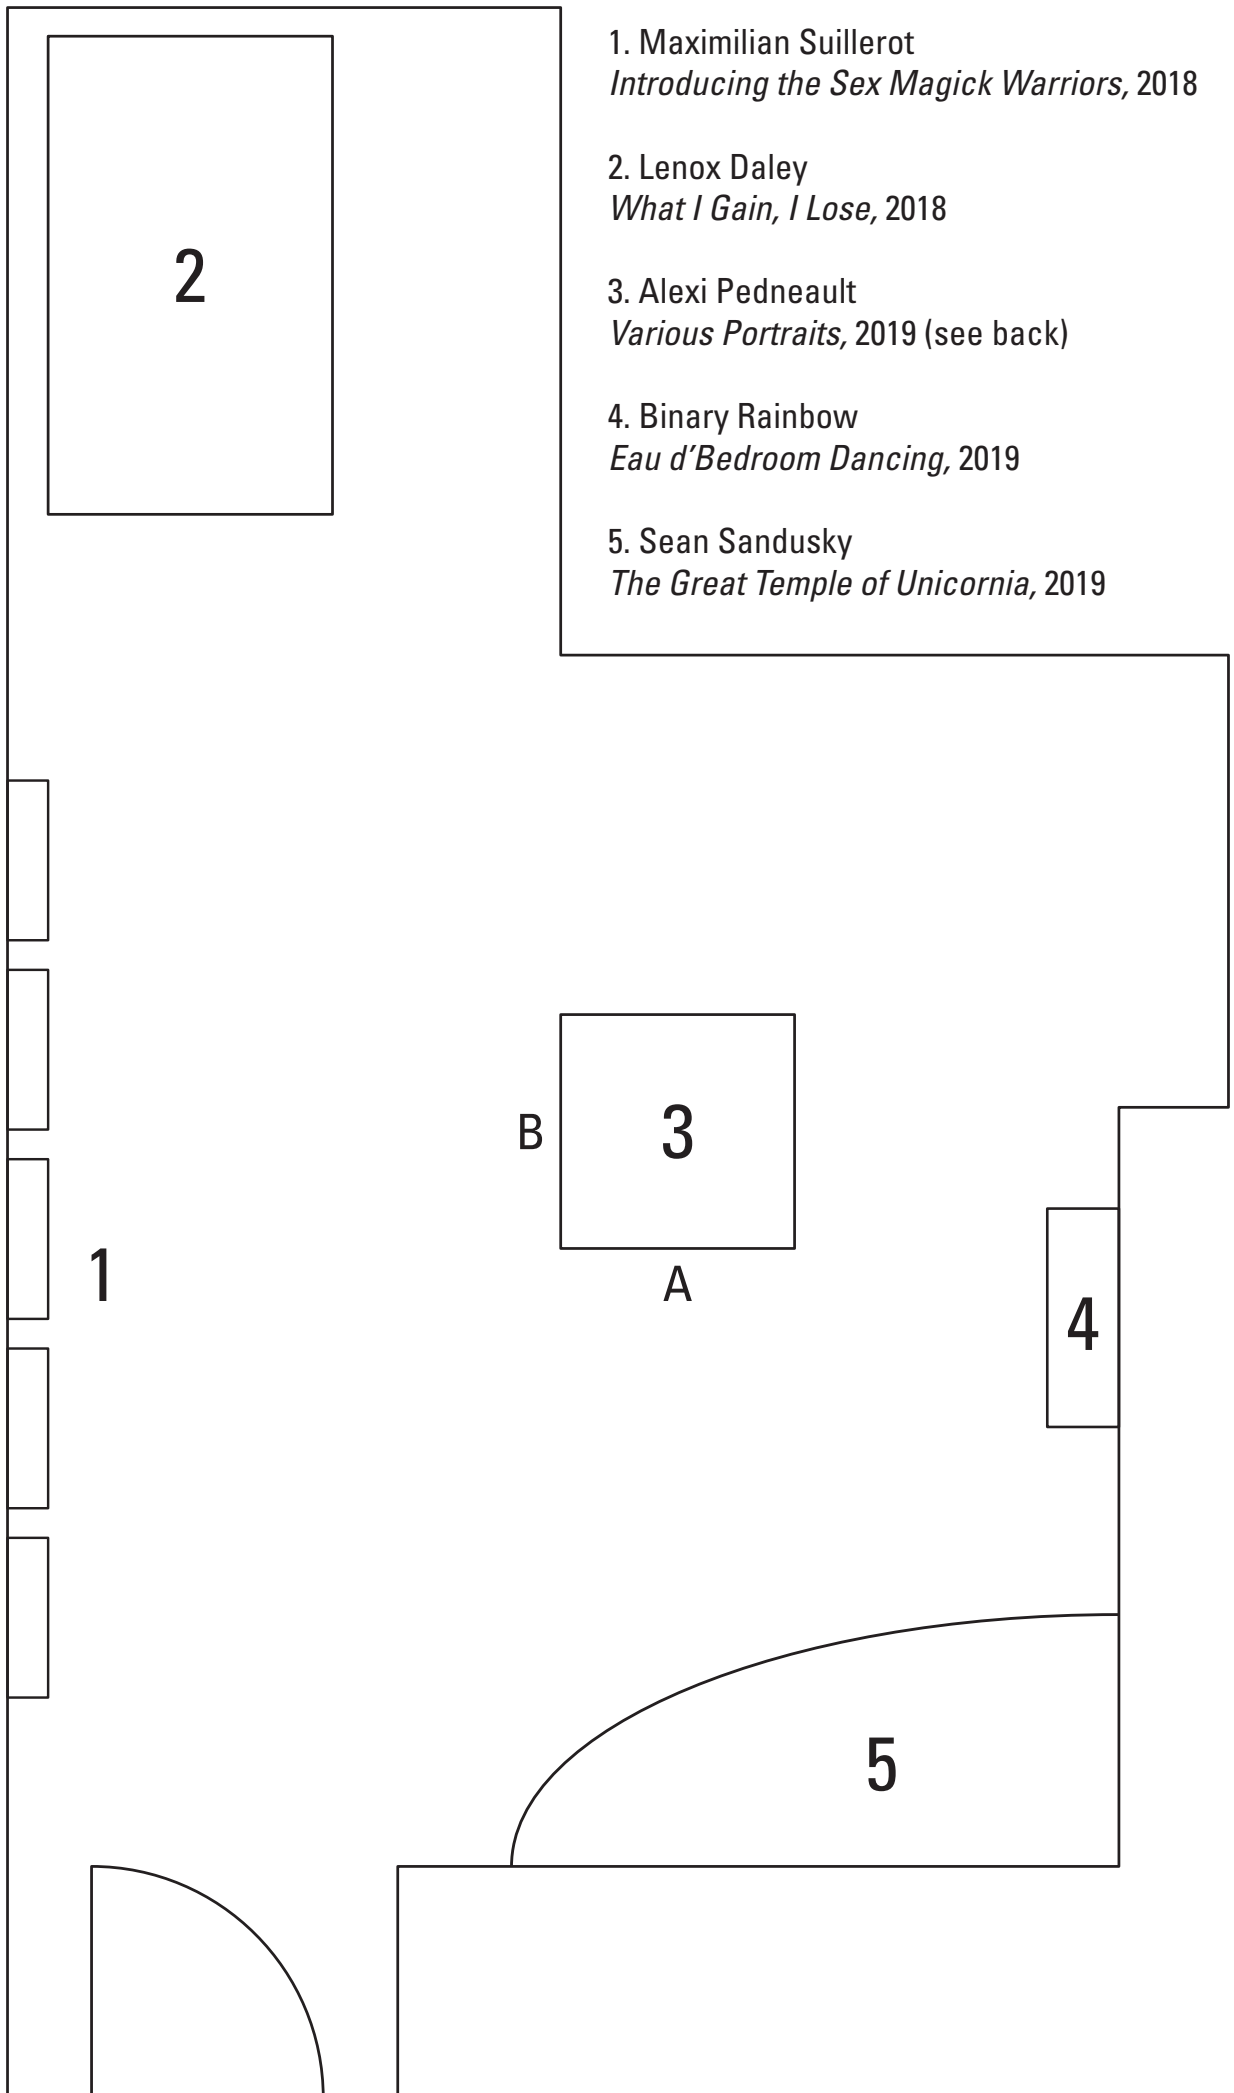 1. Maximilian Suillerot
Introducing the Sex Magick Warriors, 2018
2. Lenox Daley
What I Gain, I Lose, 2018
3. Alexi Pedneault
Various Portraits, 2019 (see back)
4. Binary Rainbow
Eau d’Bedroom Dancing, 2019
5. Sean Sandusky
The Great Temple of Unicornia, 2019
2
B
3
A
1
4
5